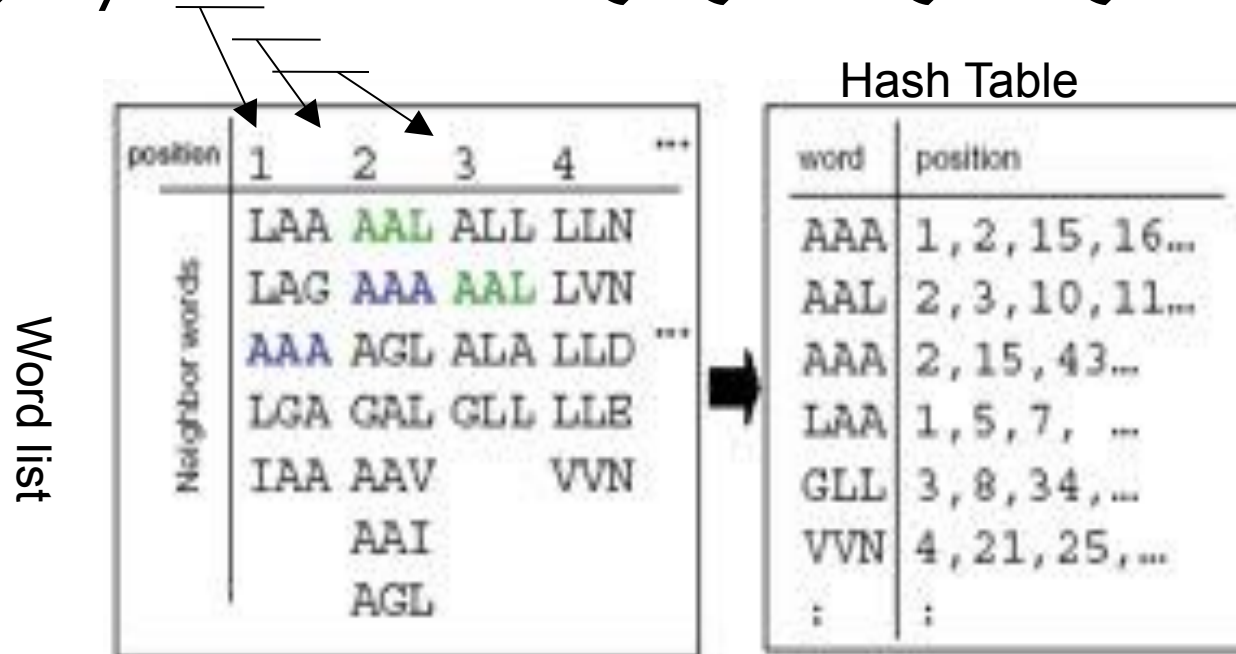 Hash Table
position 1 2 3 4 ...
LAA AAL ALL LLN
LAG AAA AAL LVN
AAA AGL ALA LLD ...
LGA GAL GLL LLE
IAA AAV VVN
AAI
AGL
Neighbor words
Word list
word position
AAA 1,2,15,16...
AAL 2,3,10,11...
AAA 2,15,43...
LAA 1,5,7, ...
GLL 3,8,34,...
VVN 4,21,25,...
: :